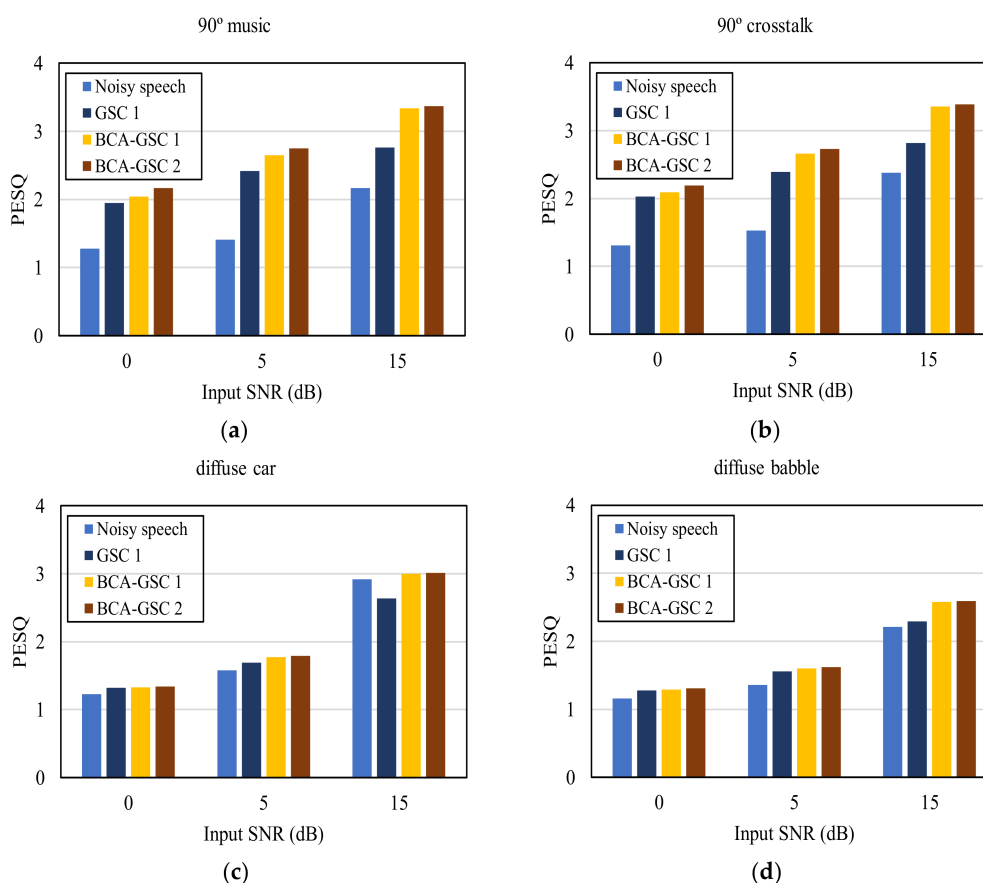 90º music
4
3
2
1
0
PESQ
Noisy speech
GSC 1
BCA-GSC 1
BCA-GSC 2
0 5 15
Input SNR (dB)
(a)
90º crosstalk
4
3
2
1
0
PESQ
Noisy speech
GSC 1
BCA-GSC 1
BCA-GSC 2
0 5 15
Input SNR (dB)
(b)
diffuse car
4
3
2
1
0
PESQ
Noisy speech
GSC 1
BCA-GSC 1
BCA-GSC 2
0 5 15
Input SNR (dB)
(c)
diffuse babble
4
3
2
1
0
PESQ
Noisy speech
GSC 1
BCA-GSC 1
BCA-GSC 2
0 5 15
Input SNR (dB)
(d)